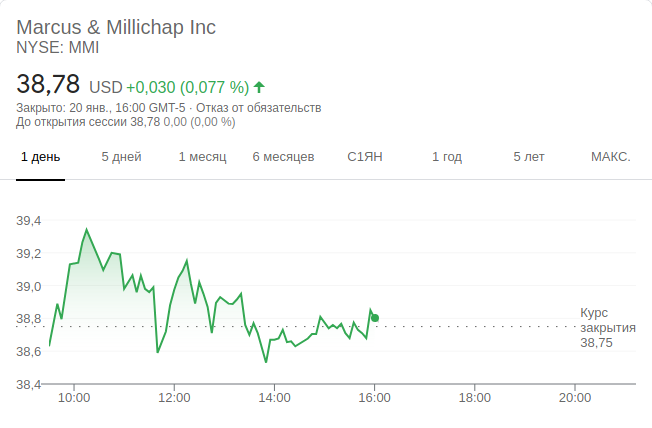 Marcus & Millichap Inc
NYSE: MMI
38,78 USD +0,030 (0,077 %)
Закрыто: 20 янв., 16:00 GMT-5 · Отказ от обязательств
До открытия сессии 38,78 0,00 (0,00 %)
1 день 5 дней 1 месяц 6 месяцев С1ЯН 1 год 5 лет МАКС.
39,4
39,2
39,0
38,8
38,6
38,4
Курс
закрытия
38,75
10:00 12:00 14:00 16:00 18:00 20:00